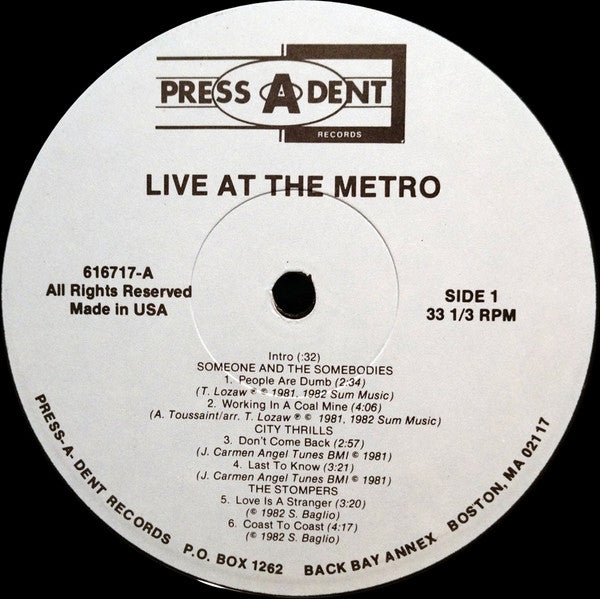 PRESS A DENT
RECORDS
LIVE AT THE METRO
616717-A
All Rights Reserved
Made in USA
SIDE 1
33 1/3 RPM
Intro (:32)
SOMEONE AND THE SOMEBODIES
1. People Are Dumb (2:34)
(T. Lozaw ℗ © 1981, 1982 Sum Music)
2. Working In A Coal Mine (4:06)
(A. Toussaint/arr. T. Lozaw ℗ © 1981, 1982 Sum Music)
CITY THRILLS
3. Don't Come Back (2:57)
(J. Carmen Angel Tunes BMI © 1981)
4. Last To Know (3:21)
(J. Carmen Angel Tunes BMI © 1981)
THE STOMPERS
5. Love Is A Stranger (3:20)
(© 1982 S. Baglio)
6. Coast To Coast (4:17)
(© 1982 S. Baglio)
PRESS-A-DENT RECORDS P.O. BOX 1262 BACK BAY ANNEX BOSTON, MA 02117